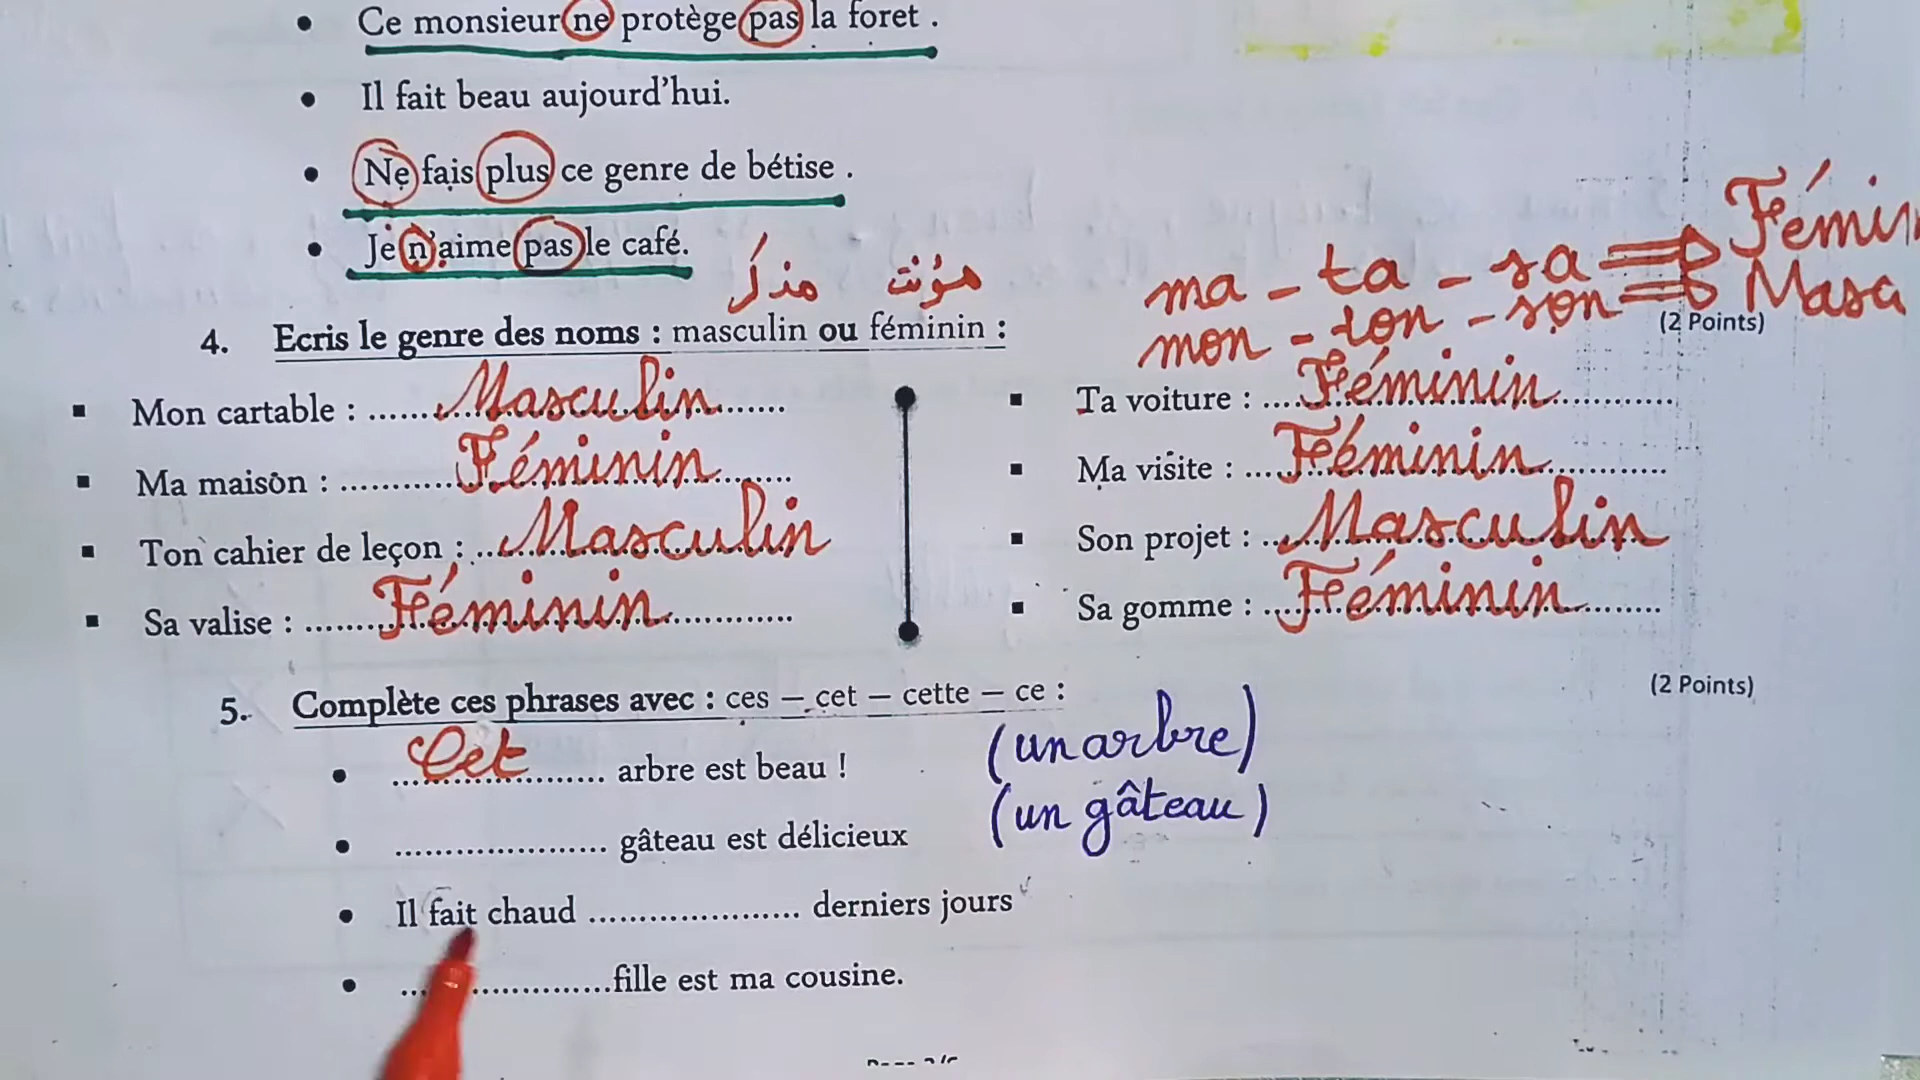 • Ce monsieur ne protège pas la foret .
• Il fait beau aujourd'hui.
• Ne fais plus ce genre de bétise .
• Je n'aime pas le café.
مذكر مؤنث
ma - ta - sa ⇒ Fémin
mon - ton - son ⇒ Masc
4. Ecris le genre des noms : masculin ou féminin : (2 Points)
▪ Mon cartable : ...... Masculin ......
▪ Ta voiture : .... Féminin ............
▪ Ma maison : ........... Féminin .......
▪ Ma visite : .... Féminin ............
▪ Ton cahier de leçon : ... Masculin
▪ Son projet : .. Masculin
▪ Sa valise : ....... Féminin .............
▪ Sa gomme : ... Féminin .........
5. Complète ces phrases avec : ces – cet – cette – ce : (2 Points)
• ... Cet ........ arbre est beau ! (un arbre)
• ..................... gâteau est délicieux (un gâteau)
• Il fait chaud ..................... derniers jours
• .....................fille est ma cousine.